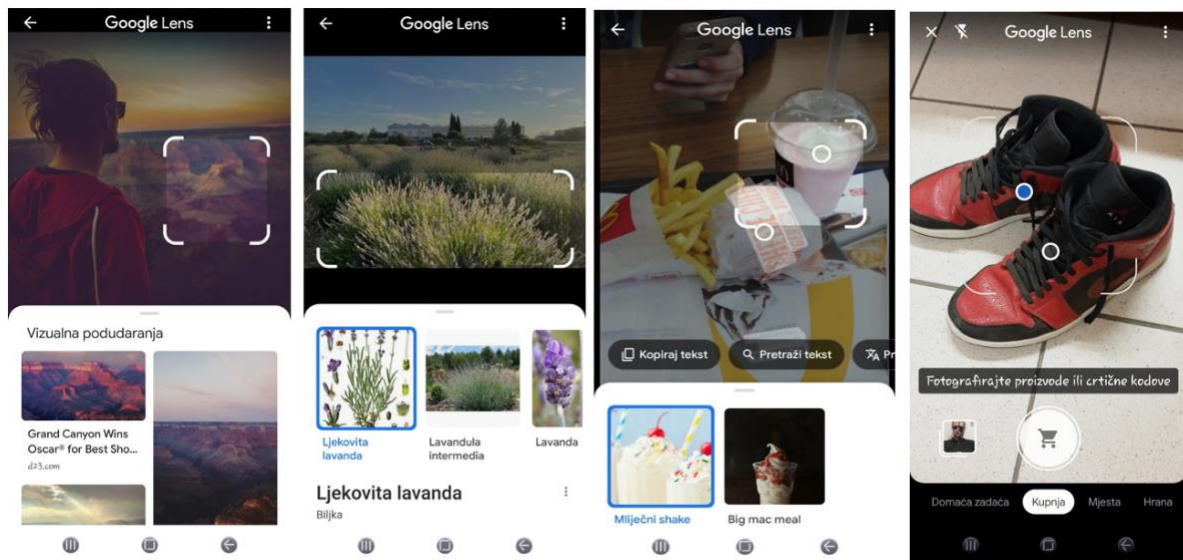 Google Lens
Vizualna podudaranja
Grand Canyon Wins
Oscar® for Best Sho...
d23.com
Google Lens
Ljekovita
lavanda
Lavandula
intermedia
Lavanda
Ljekovita lavanda
Biljka
Google Lens
Kopiraj tekst
Pretraži tekst
Pr
Mliječni shake
Big mac meal
Google Lens
Fotografirajte proizvode ili crtične kodove
Domaća zadaća
Kupnja
Mjesta
Hrana